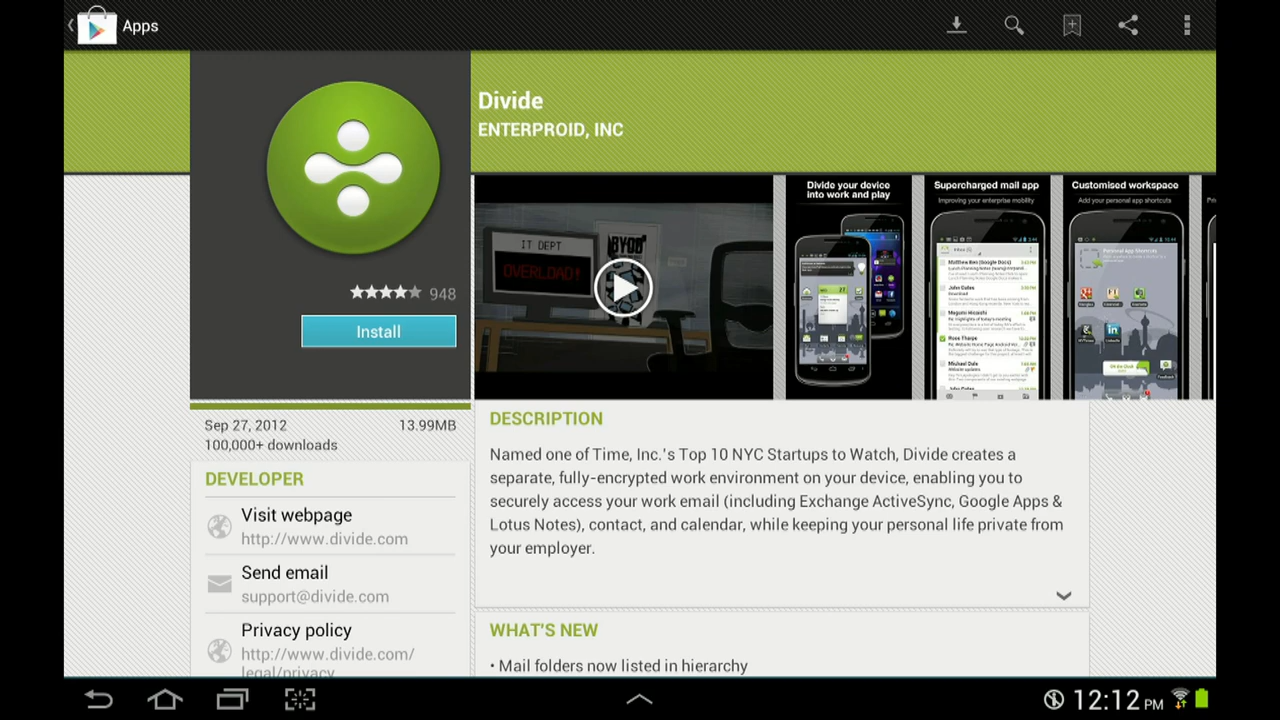 Apps
Divide
ENTERPROID, INC
948
Install
Sep 27, 2012
13.99MB
100,000+ downloads
DEVELOPER
Visit webpage
http://www.divide.com
Send email
support@divide.com
Privacy policy
http://www.divide.com/
legal/privacy
IT DEPT
OVERLOAD!
BYOD
Divide your device
into work and play
Supercharged mail app
Improving your enterprise mobility
Customised workspace
Add your personal app shortcuts
DESCRIPTION
Named one of Time, Inc.'s Top 10 NYC Startups to Watch, Divide creates a
separate, fully-encrypted work environment on your device, enabling you to
securely access your work email (including Exchange ActiveSync, Google Apps &
Lotus Notes), contact, and calendar, while keeping your personal life private from
your employer.
WHAT'S NEW
• Mail folders now listed in hierarchy
12:12 PM